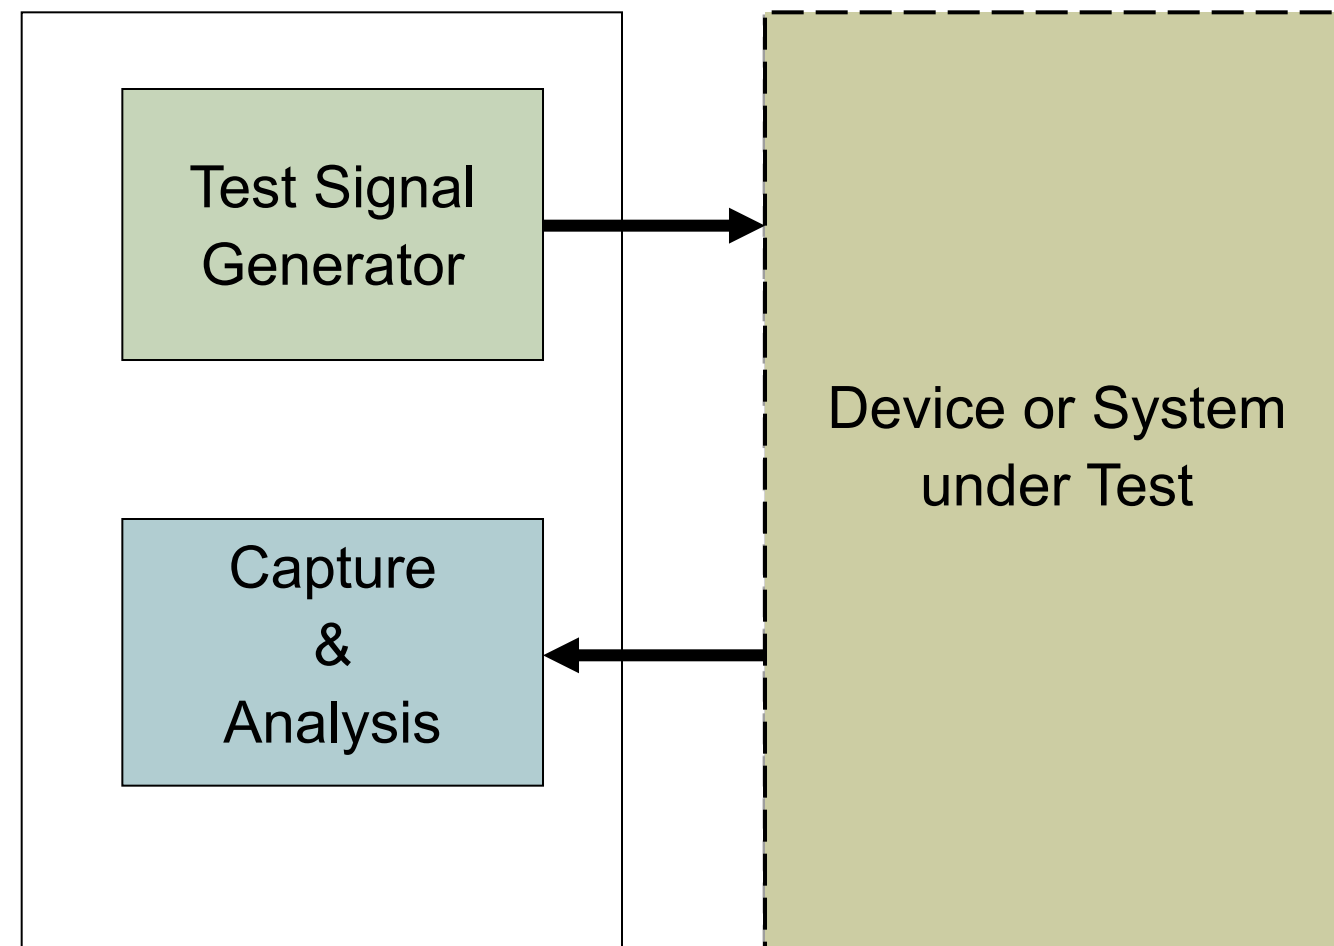 Test Signal
Generator
Device or System
under Test
Capture
&
Analysis